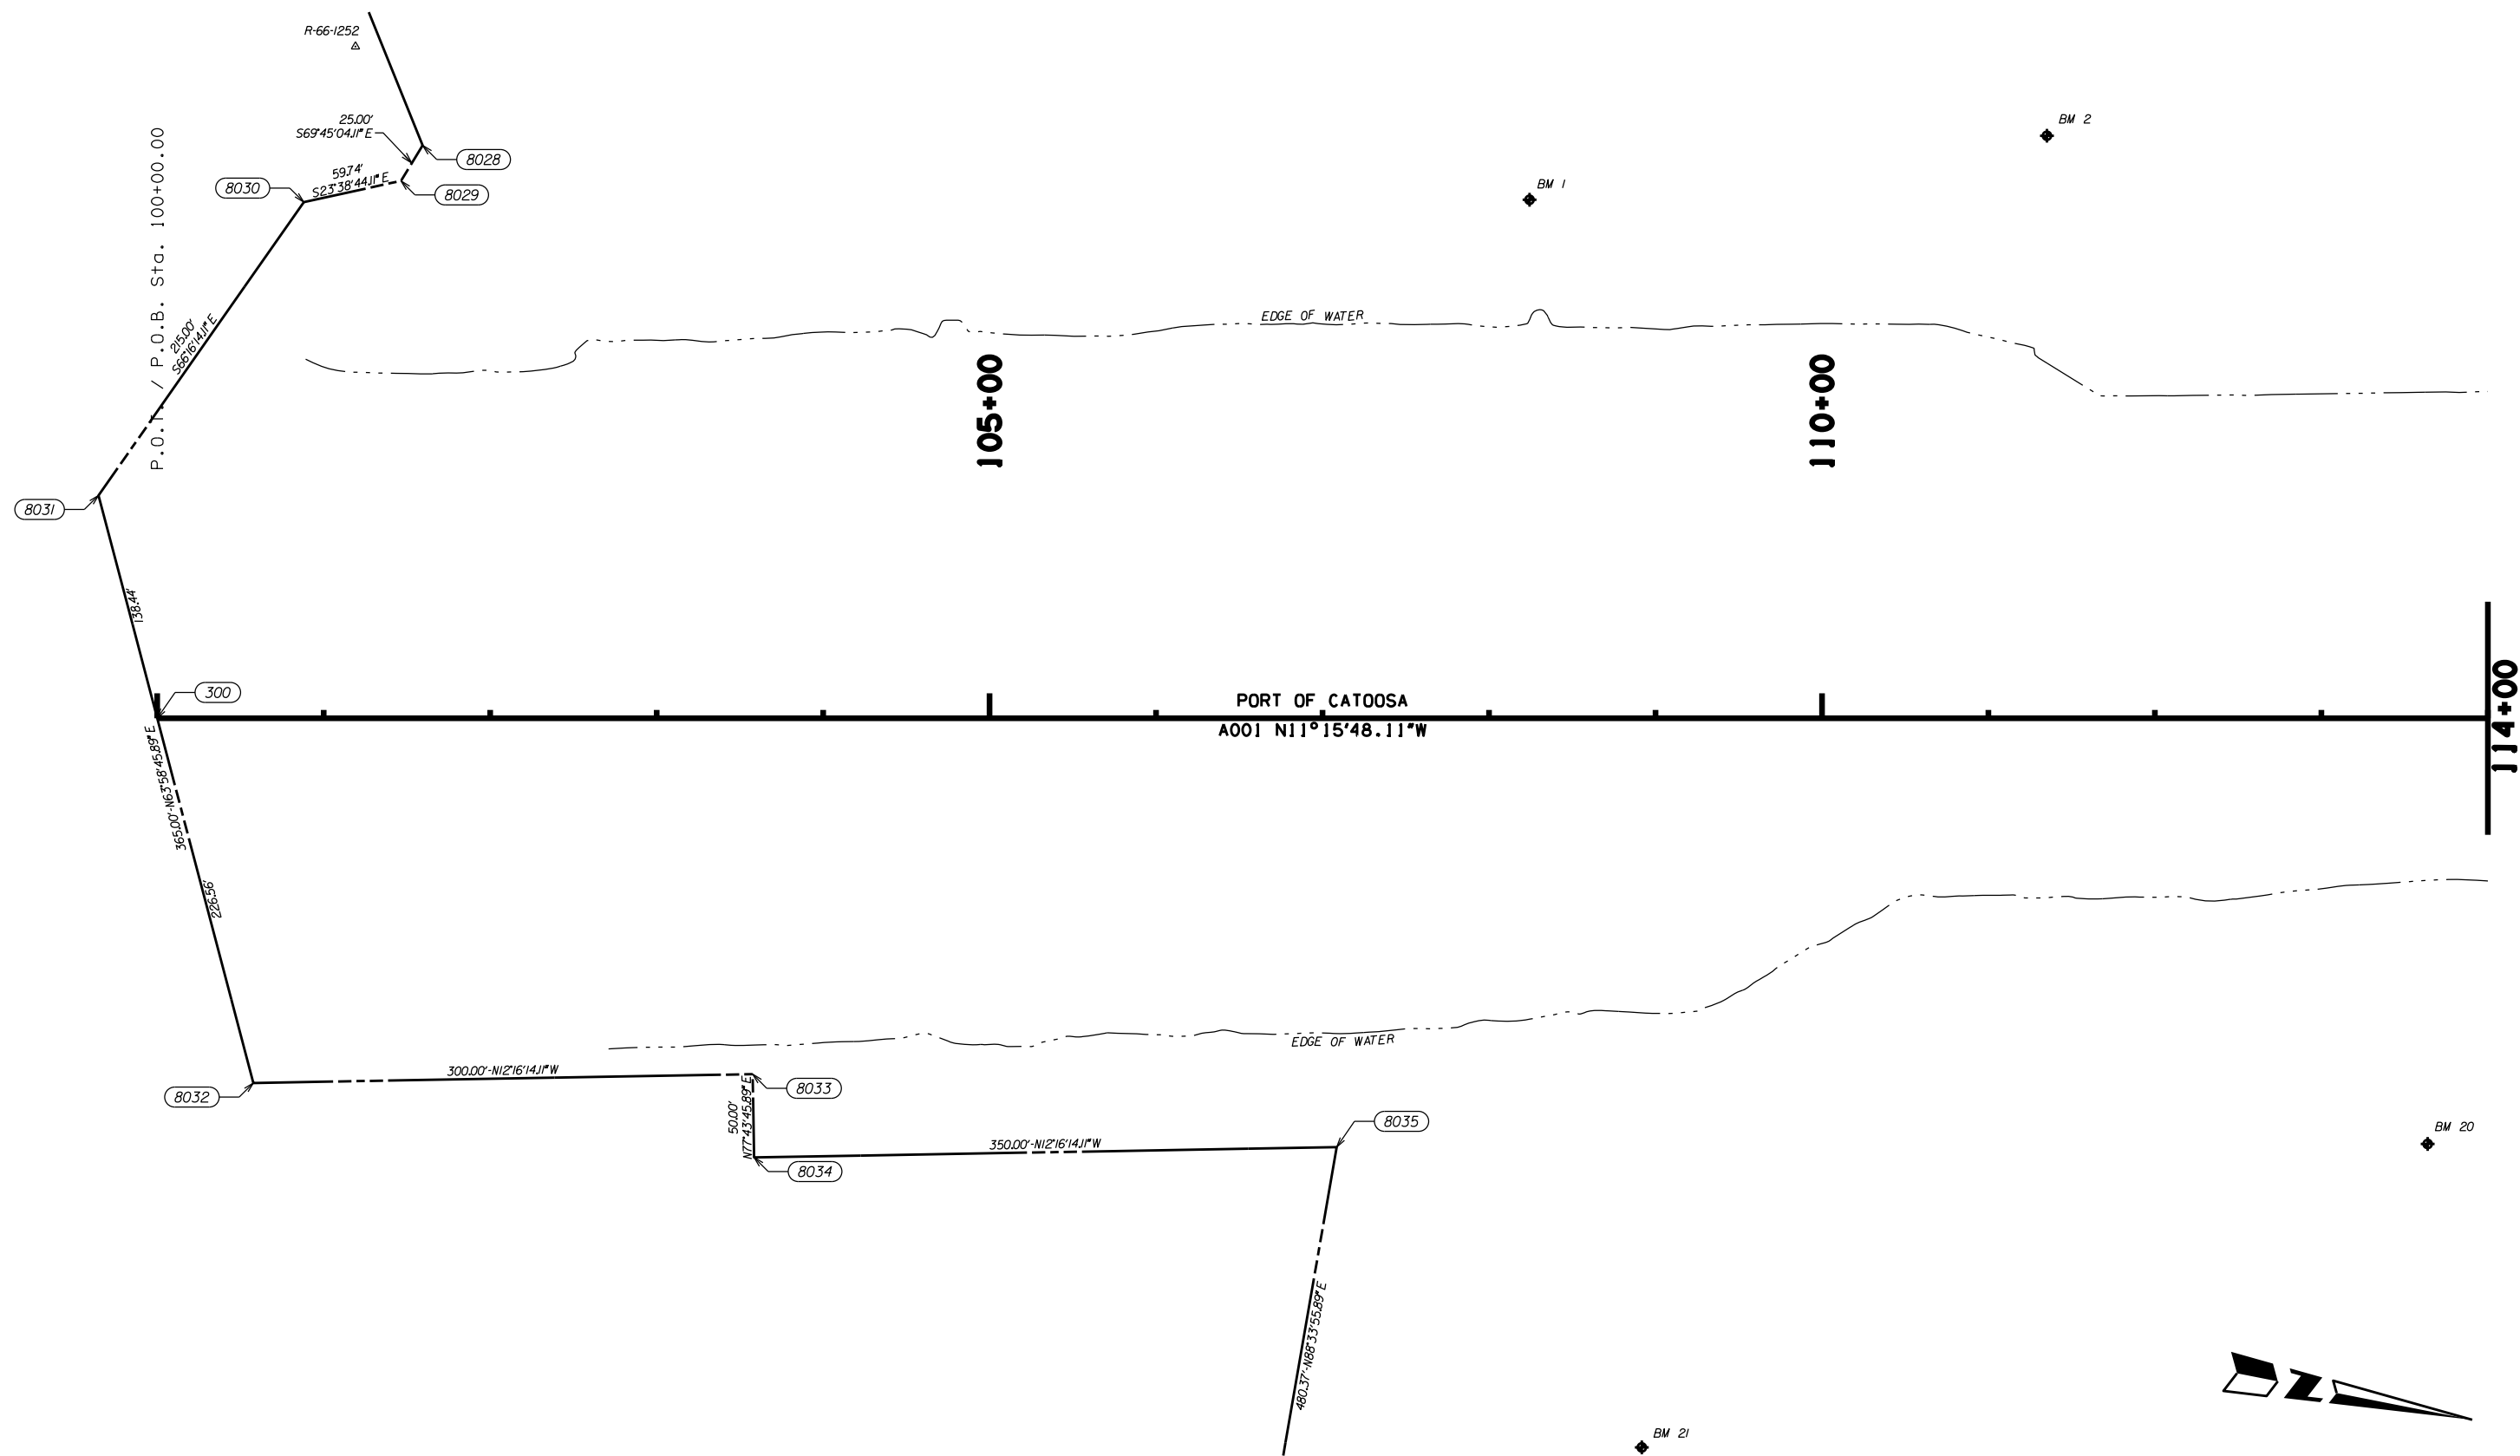 R-66-1252
25.00'
S69°45'04.11"E
8028
59.74'
S23°38'44.11"E
8030
8029
BM 1
BM 2
P.O.T. / P.O.B. Sta. 100+00.00
215.00'
S66°16'14.11"E
EDGE OF WATER
105+00
110+00
8031
138.44'
300
PORT OF CATOOSA
A001 N11°15'48.11"W
114+00
365.00'-N63°58'45.89"E
226.56'
EDGE OF WATER
8032
300.00'-N12°16'14.11"W
8033
50.00'
N77°43'45.89"E
8034
350.00'-N12°16'14.11"W
8035
BM 20
480.37'-N88°33'55.89"E
BM 21
N